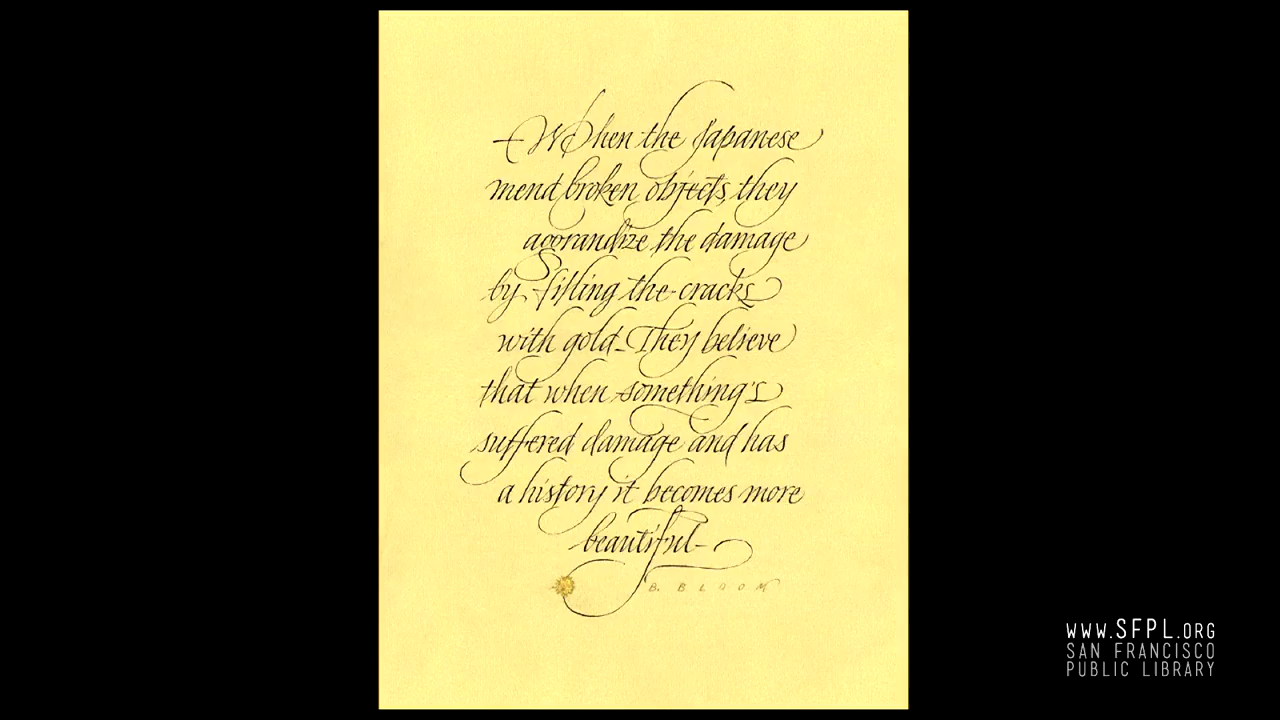 When the Japanese
mend broken objects, they
aggrandize the damage
by filling the cracks
with gold. They believe
that when something's
suffered damage and has
a history it becomes more
beautiful.
B. BLOOM
WWW.SFPL.ORG
SAN FRANCISCO
PUBLIC LIBRARY